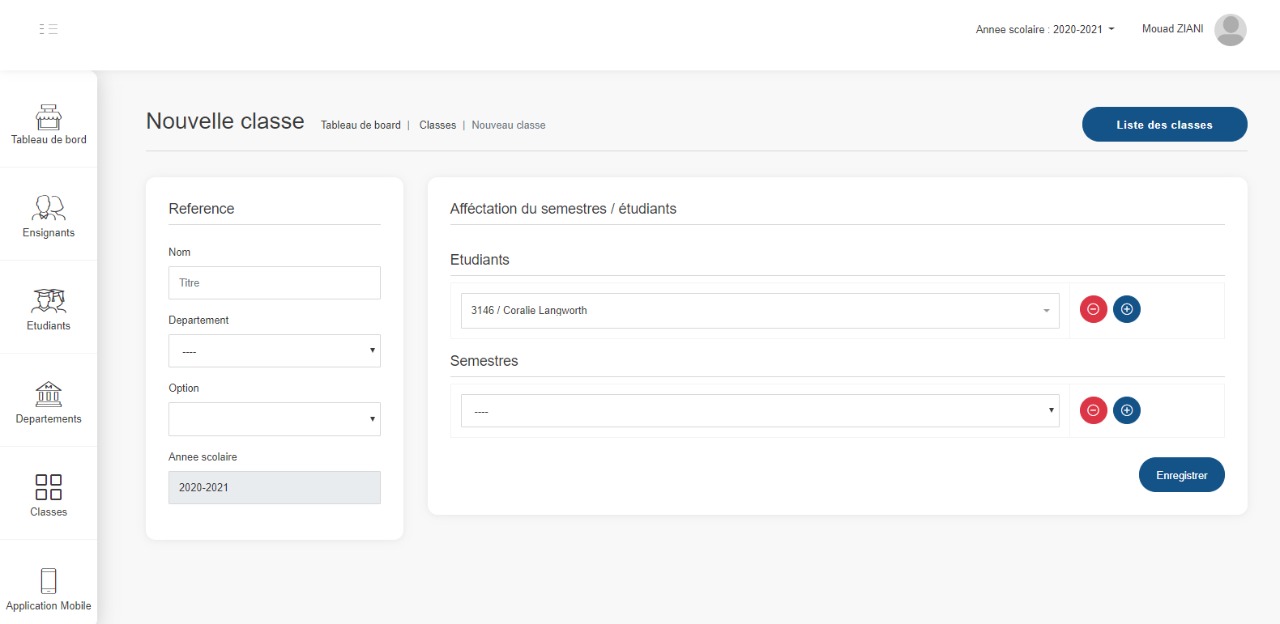 Annee scolaire : 2020-2021
Mouad ZIANI
Tableau de bord
Ensignants
Etudiants
Departements
Classes
Application Mobile
Nouvelle classe
Tableau de board | Classes | Nouveau classe
Liste des classes
Reference
Nom
Titre
Departement
----
Option
Annee scolaire
2020-2021
Afféctation du semestres / étudiants
Etudiants
3146 / Coralie Langworth
Semestres
----
Enregistrer